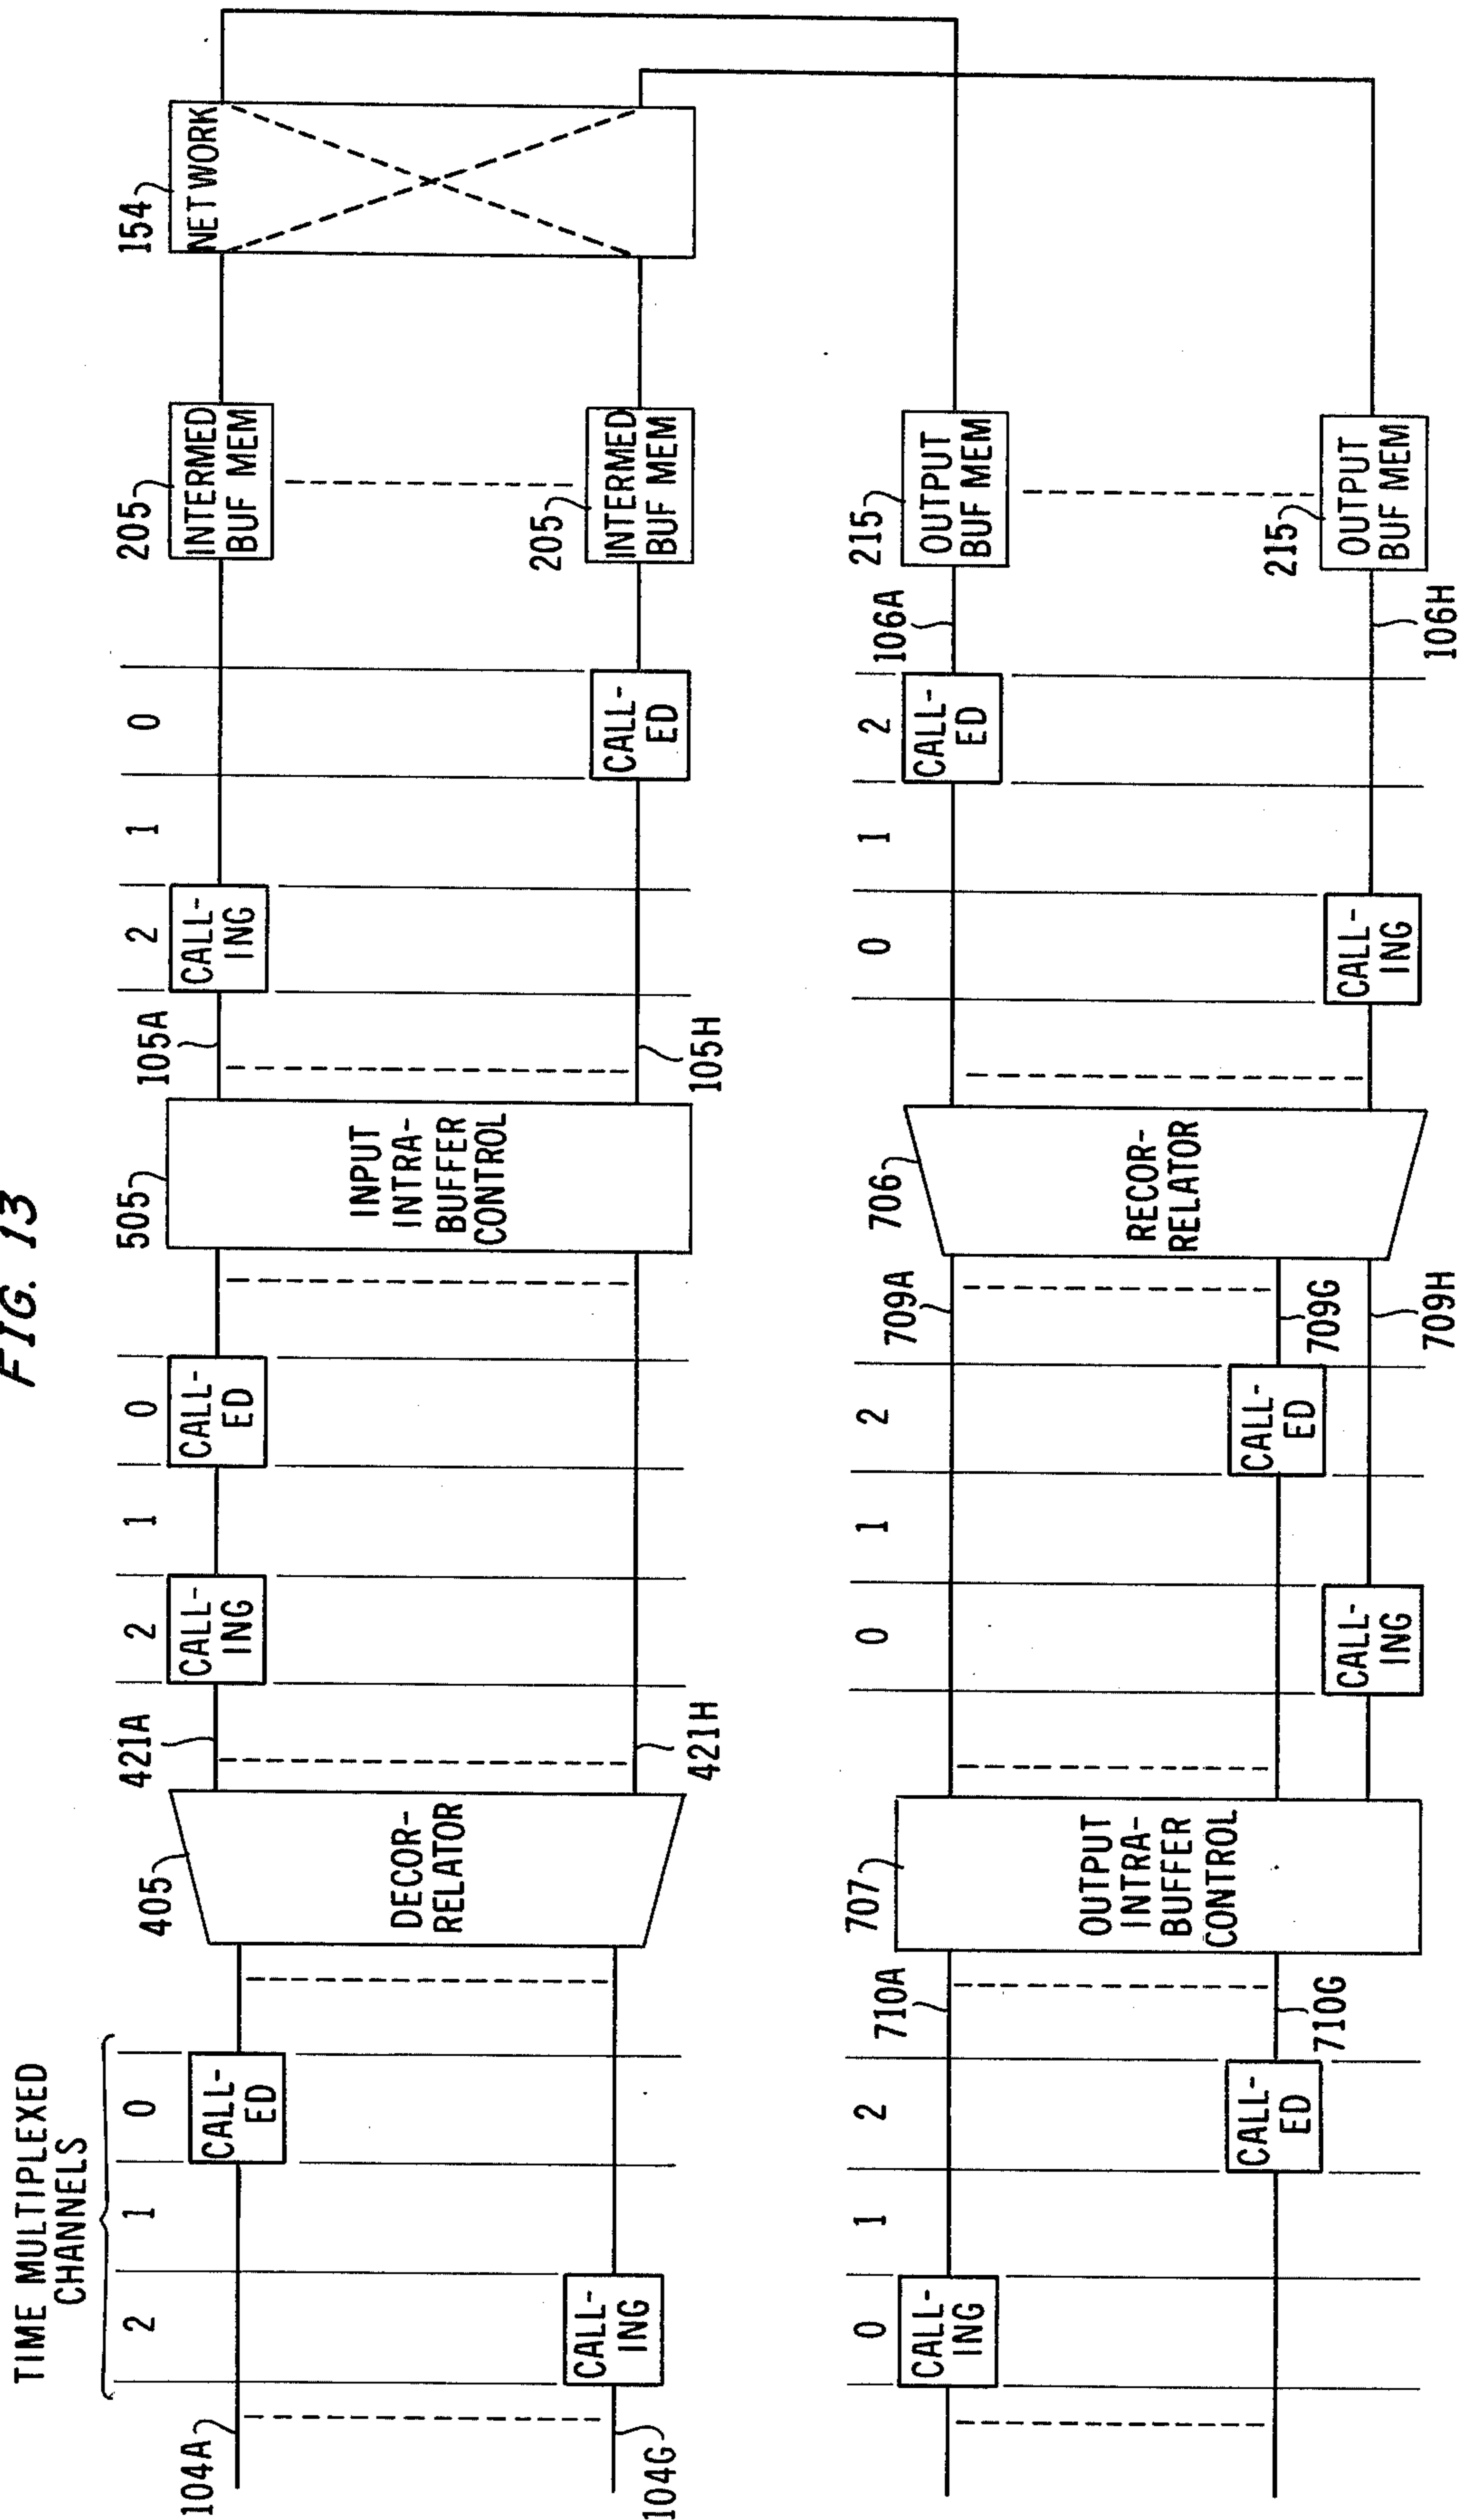 FIG. 13
TIME MULTIPLEXED
CHANNELS
2 1 0
104A
CALL-
ED
CALL-
ING
104G
405
DECOR-
RELATOR
421A
421H
2 1 0
CALL-
ING
CALL-
ED
505
INPUT
INTRA-
BUFFER
CONTROL
105A
105H
2 1 0
CALL-
ING
CALL-
ED
205
INTERMED
BUF MEM
205
INTERMED
BUF MEM
154
NETWORK
0 1 2
CALL-
ING
CALL-
ED
710A
710G
707
OUTPUT
INTRA-
BUFFER
CONTROL
0 1 2
CALL-
ING
CALL-
ED
709A
709G
709H
706
RECOR-
RELATOR
0 1 2
CALL-
ING
CALL-
ED
106A
106H
215
OUTPUT
BUF MEM
215
OUTPUT
BUF MEM